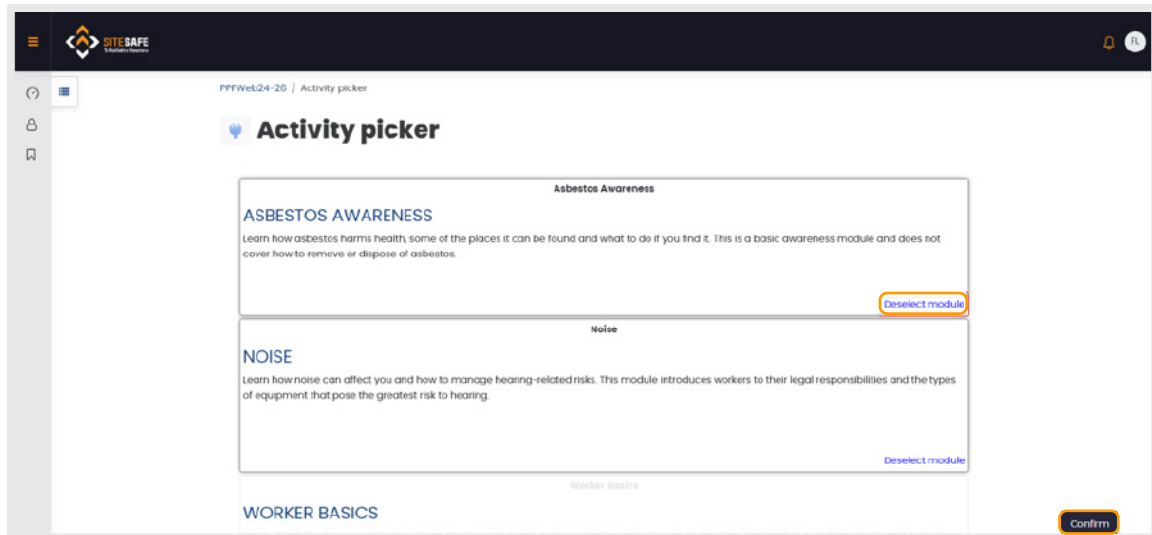 SITESAFE
FL
PPFWeb24-26 / Activity picker
Activity picker
Asbestos Awareness
ASBESTOS AWARENESS
Learn how asbestos harms health, some of the places it can be found and what to do if you find it. This is a basic awareness module and does not
cover how to remove or dispose of asbestos.
Deselect module
Noise
NOISE
Learn how noise can affect you and how to manage hearing-related risks. This module introduces workers to their legal responsibilities and the types
of equipment that pose the greatest risk to hearing.
Deselect module
Worker Basics
WORKER BASICS
Confirm